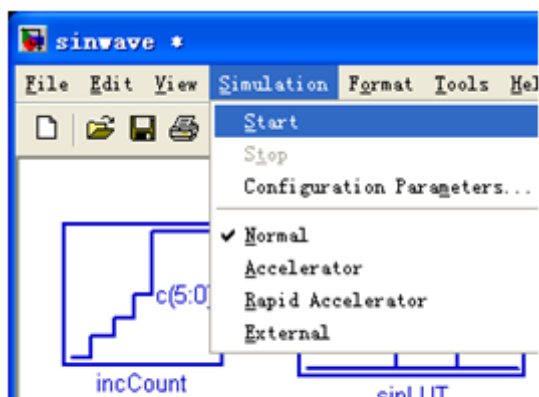 sinwave *
File Edit View Simulation Format Tools
Start
Stop
Configuration Parameters...
Normal
Accelerator
Rapid Accelerator
External
c(5:0)
incCount
sinLUT